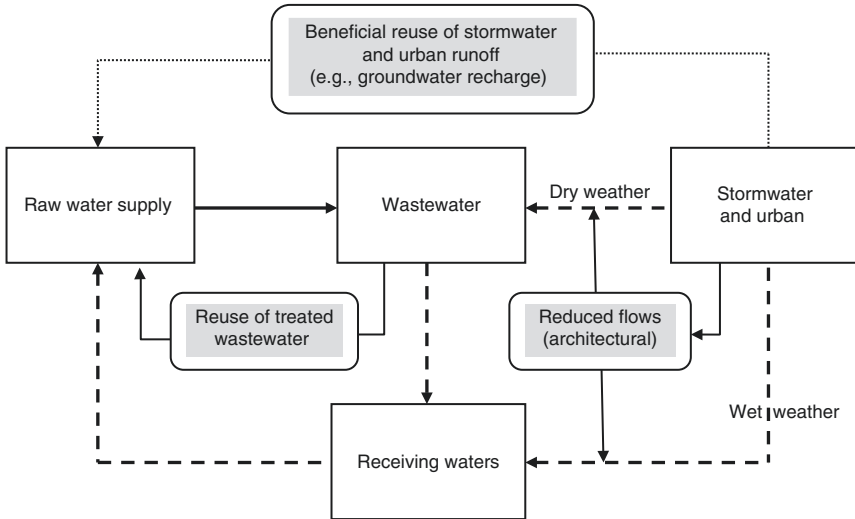 Beneficial reuse of stormwater
and urban runoff
(e.g., groundwater recharge)
Raw water supply
Wastewater
Dry weather
Stormwater
and urban
Reuse of treated
wastewater
Reduced flows
(architectural)
Wet weather
Receiving waters